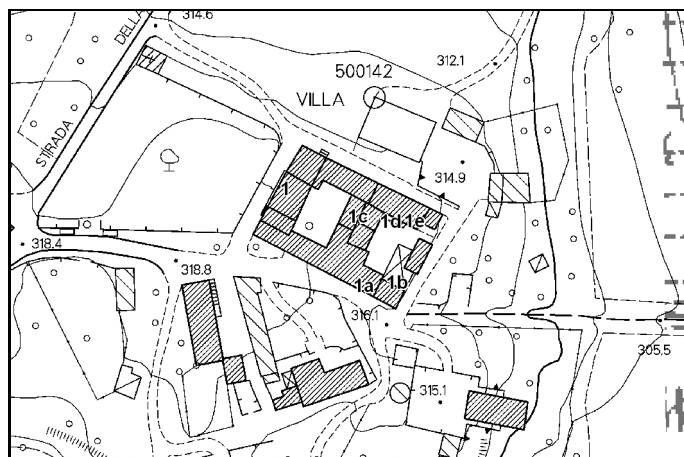 314.6
DELLA
STRADA
312.1
500142
VILLA
314.9
1
1c
1d
1e
318.4
318.8
1a
1b
316.1
305.5
315.1